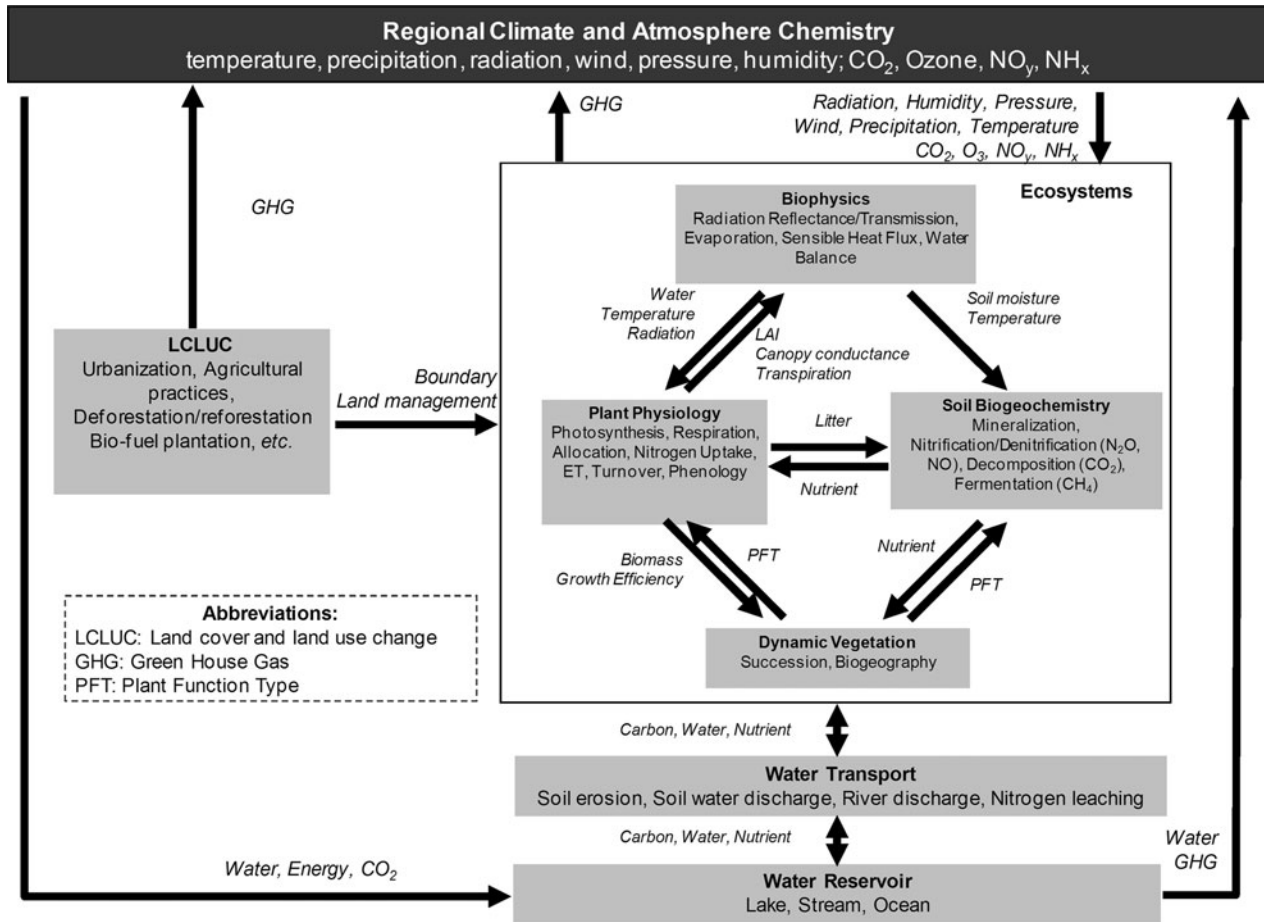 Regional Climate and Atmosphere Chemistry
temperature, precipitation, radiation, wind, pressure, humidity; CO₂, Ozone, NOᵧ, NHₓ
GHG
GHG
Radiation, Humidity, Pressure,
Wind, Precipitation, Temperature
CO₂, O₃, NOᵧ, NHₓ
Ecosystems
Biophysics
Radiation Reflectance/Transmission,
Evaporation, Sensible Heat Flux, Water
Balance
Water
Temperature
Radiation
LAI
Canopy conductance
Transpiration
Soil moisture
Temperature
LCLUC
Urbanization, Agricultural
practices,
Deforestation/reforestation
Bio-fuel plantation, etc.
Boundary
Land management
Plant Physiology
Photosynthesis, Respiration,
Allocation, Nitrogen Uptake,
ET, Turnover, Phenology
Litter
Nutrient
Soil Biogeochemistry
Mineralization,
Nitrification/Denitrification (N₂O,
NO), Decomposition (CO₂),
Fermentation (CH₄)
Biomass
Growth Efficiency
PFT
Nutrient
PFT
Dynamic Vegetation
Succession, Biogeography
Abbreviations:
LCLUC: Land cover and land use change
GHG: Green House Gas
PFT: Plant Function Type
Carbon, Water, Nutrient
Water Transport
Soil erosion, Soil water discharge, River discharge, Nitrogen leaching
Carbon, Water, Nutrient
Water, Energy, CO₂
Water Reservoir
Lake, Stream, Ocean
Water
GHG